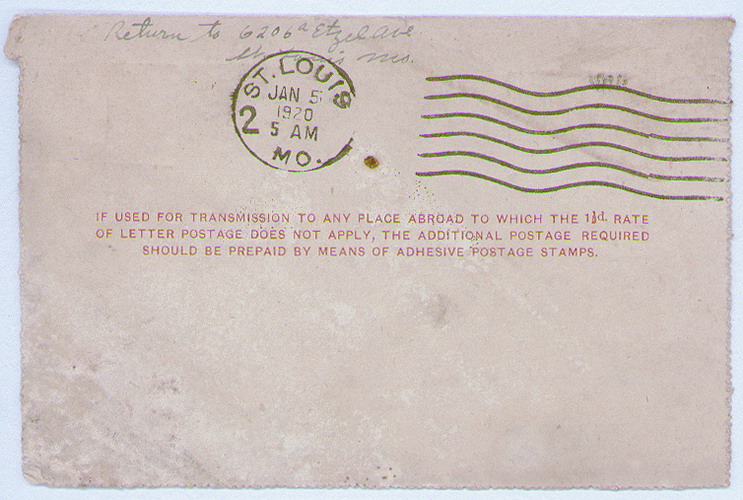 Return to 6206a Etzel Ave
St. Louis Mo.
ST. LOUIS
JAN 5
1920
2 5 AM
MO.
IF USED FOR TRANSMISSION TO ANY PLACE ABROAD TO WHICH THE 1½d. RATE
OF LETTER POSTAGE DOES NOT APPLY, THE ADDITIONAL POSTAGE REQUIRED
SHOULD BE PREPAID BY MEANS OF ADHESIVE POSTAGE STAMPS.